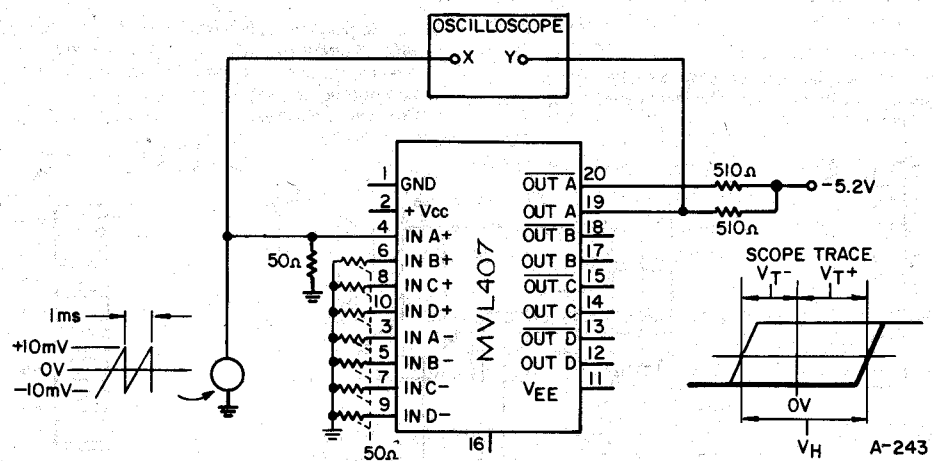 OSCILLOSCOPE
X Y
1 GND
2 +Vcc
4 IN A+
6 IN B+
8 IN C+
10 IN D+
3 IN A-
5 IN B-
7 IN C-
9 IN D-
16
MVL407
OUT A 20
OUT A 19
OUT B 18
OUT B 17
OUT C 15
OUT C 14
OUT D 13
OUT D 12
VEE 11
510Ω
510Ω
-5.2V
50Ω
50Ω
1ms
+10mV
0V
-10mV
SCOPE TRACE
VT- VT+
0V
VH
A-243